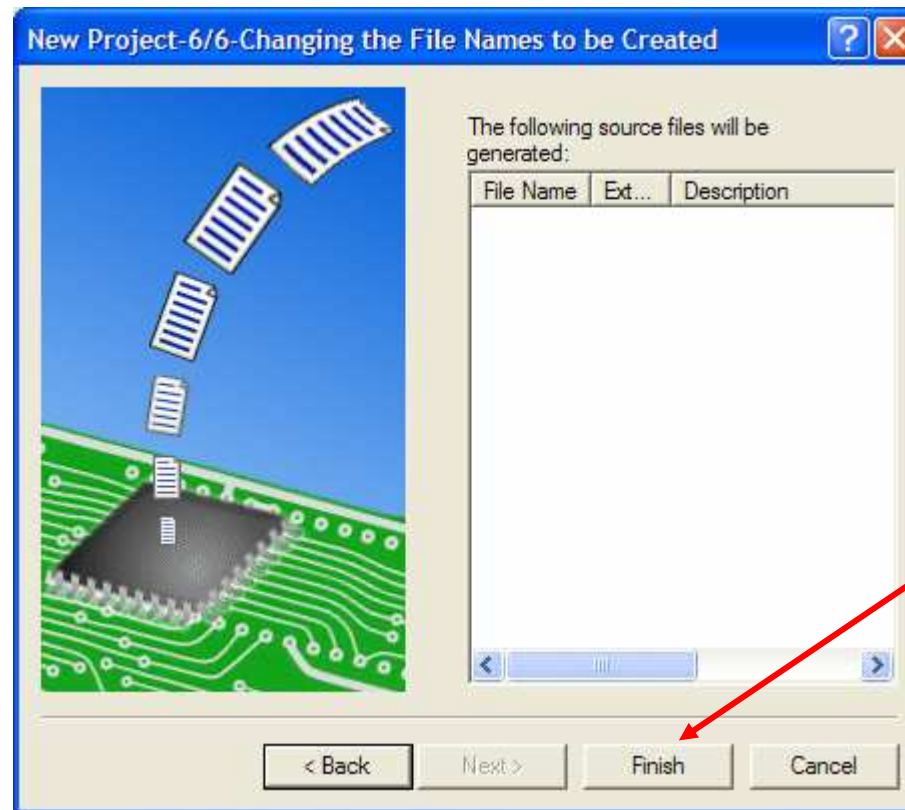 New Project-6/6-Changing the File Names to be Created
The following source files will be
generated:
File Name Ext... Description
< Back Next > Finish Cancel